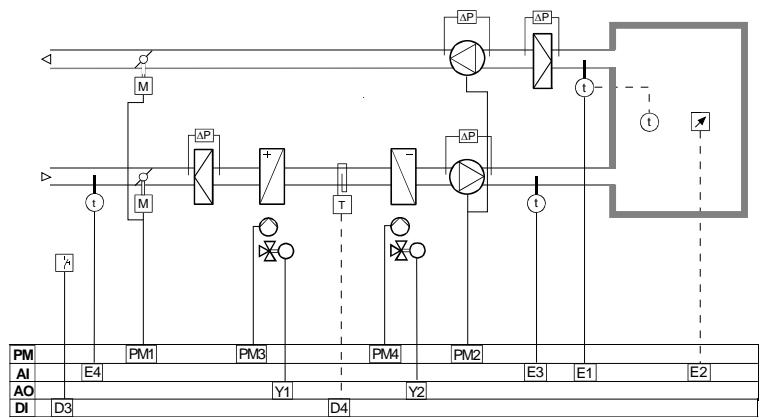 ΔP ΔP
M t
t
ΔP ΔP
+ -
t M T t
PM PM1 PM3 PM4 PM2
AI E4 E3 E1 E2
AO Y1 Y2
DI D3 D4